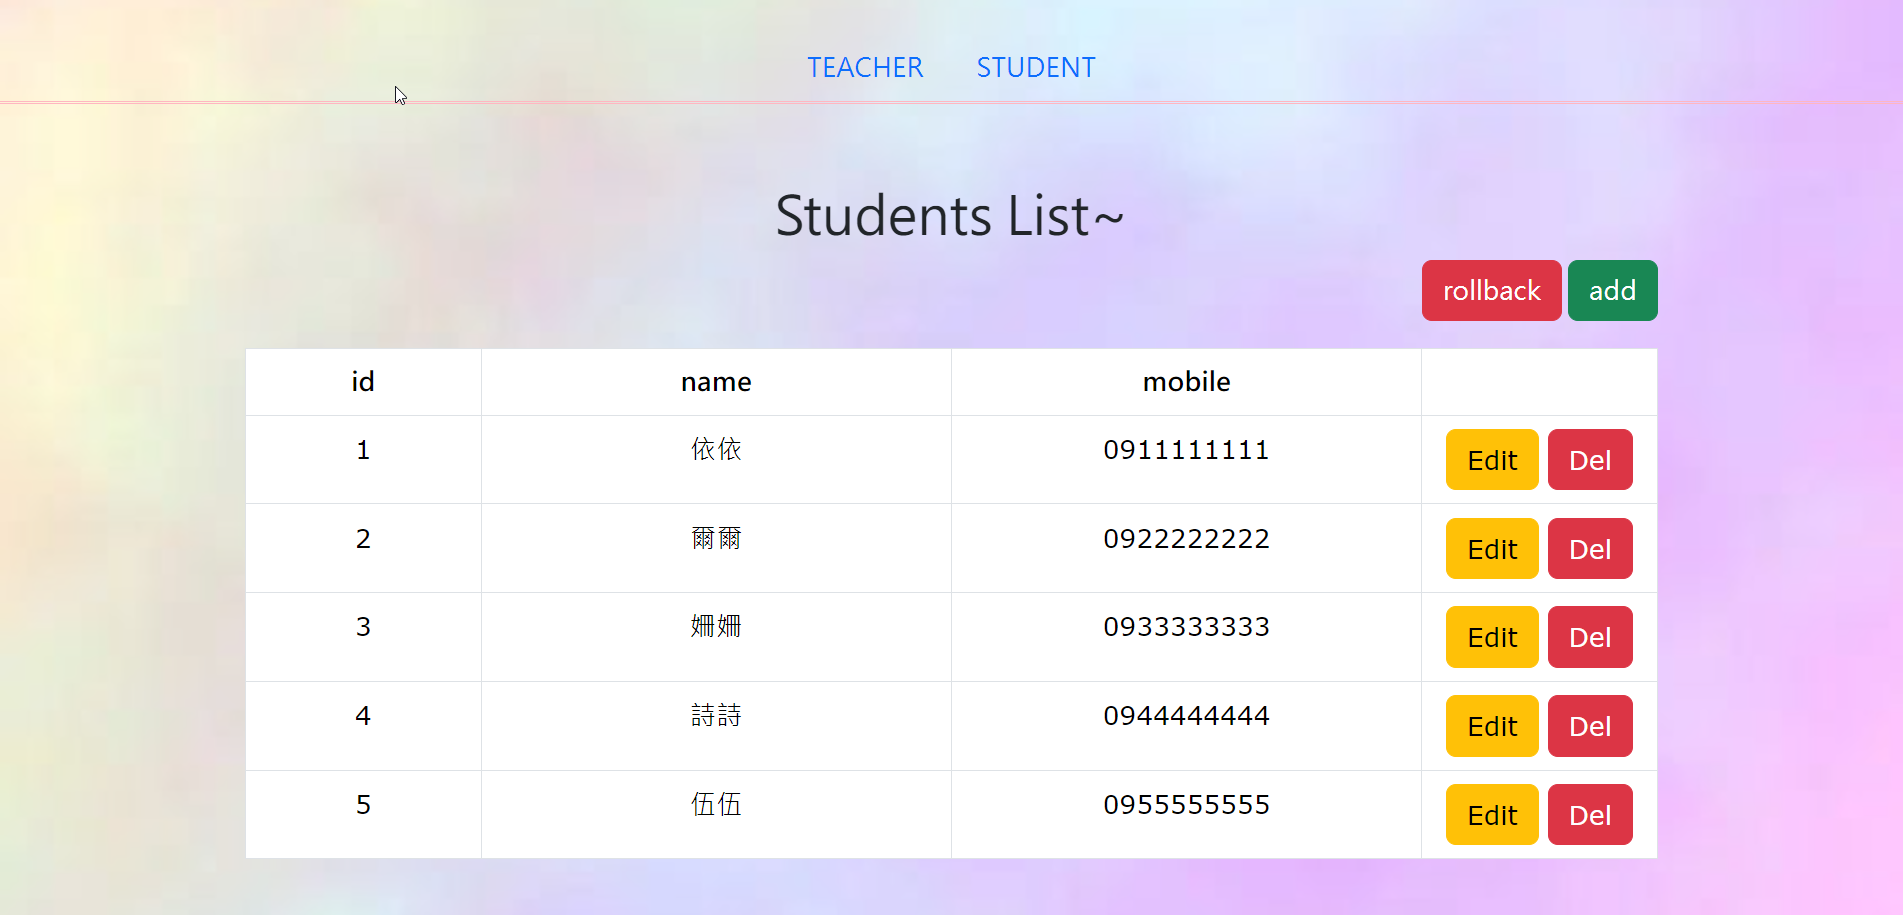 TEACHER STUDENT
Students List~
rollback add
id name mobile
1 依依 0911111111 Edit Del
2 爾爾 0922222222 Edit Del
3 姍姍 0933333333 Edit Del
4 詩詩 0944444444 Edit Del
5 伍伍 0955555555 Edit Del